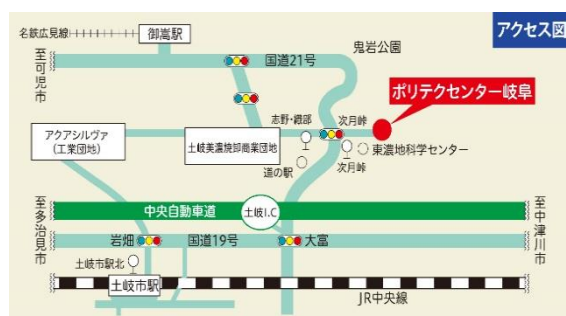 アクセス図
名鉄広見線
御嵩駅
鬼岩公園
至可児市
国道21号
ポリテクセンター岐阜
志野・織部
次月峠
アクアシルヴァ
(工業団地)
土岐美濃焼卸商業団地
東濃地科学センター
道の駅
次月峠
至多治見市
中央自動車道
土岐I.C
至中津川市
岩畑
国道19号
大富
土岐市駅北
土岐市駅
JR中央線